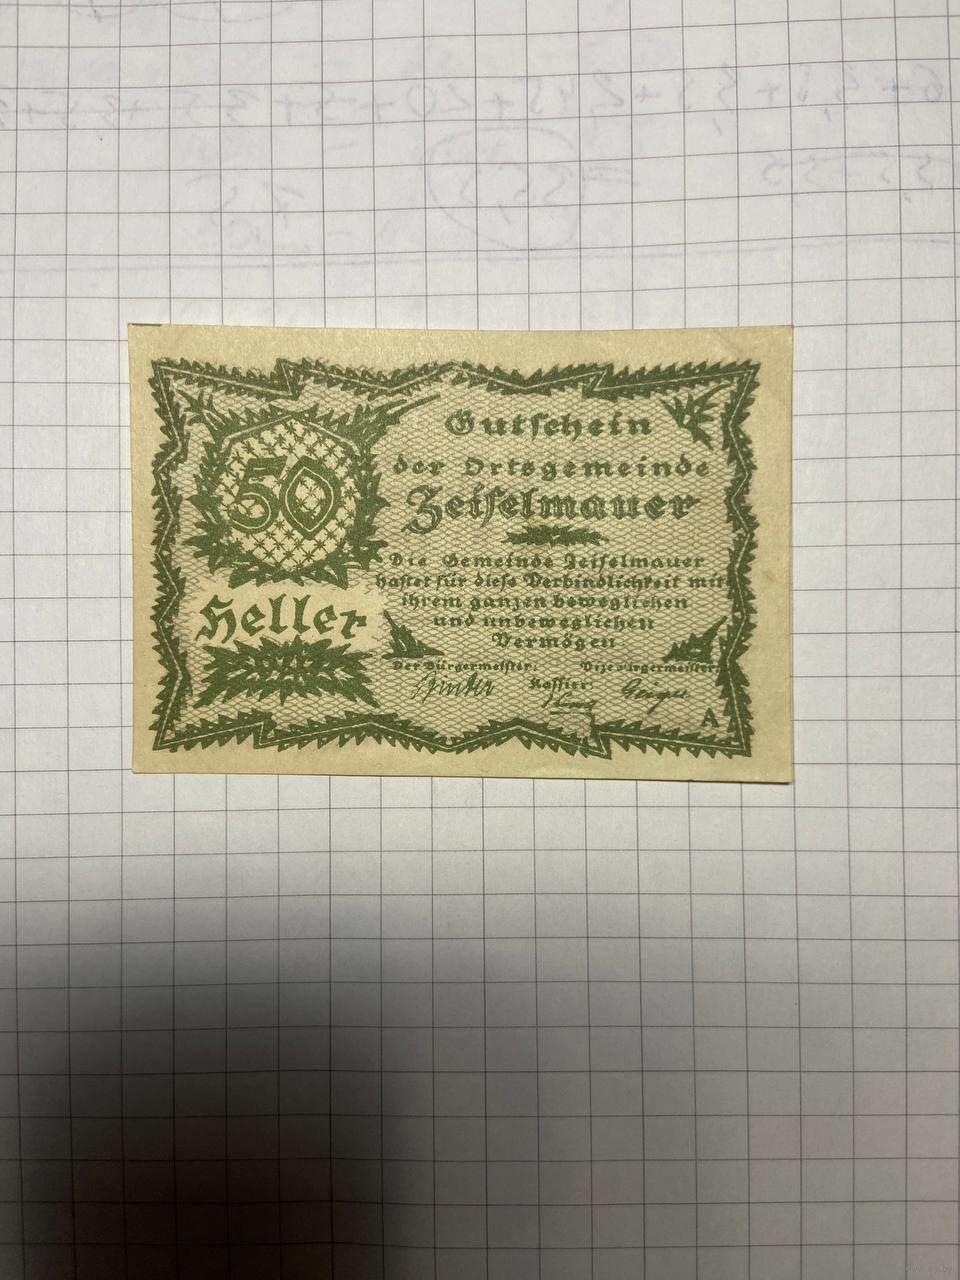 50
Heller
Gutschein
der Ortsgemeinde
Zeiselmauer
Die Gemeinde Zeiselmauer
haftet für diese Verbindlichkeit mit
ihrem ganzen beweglichen
und unbeweglichen
Vermögen
Der Bürgermeister: Vizebürgermeister:
Kassier:
A